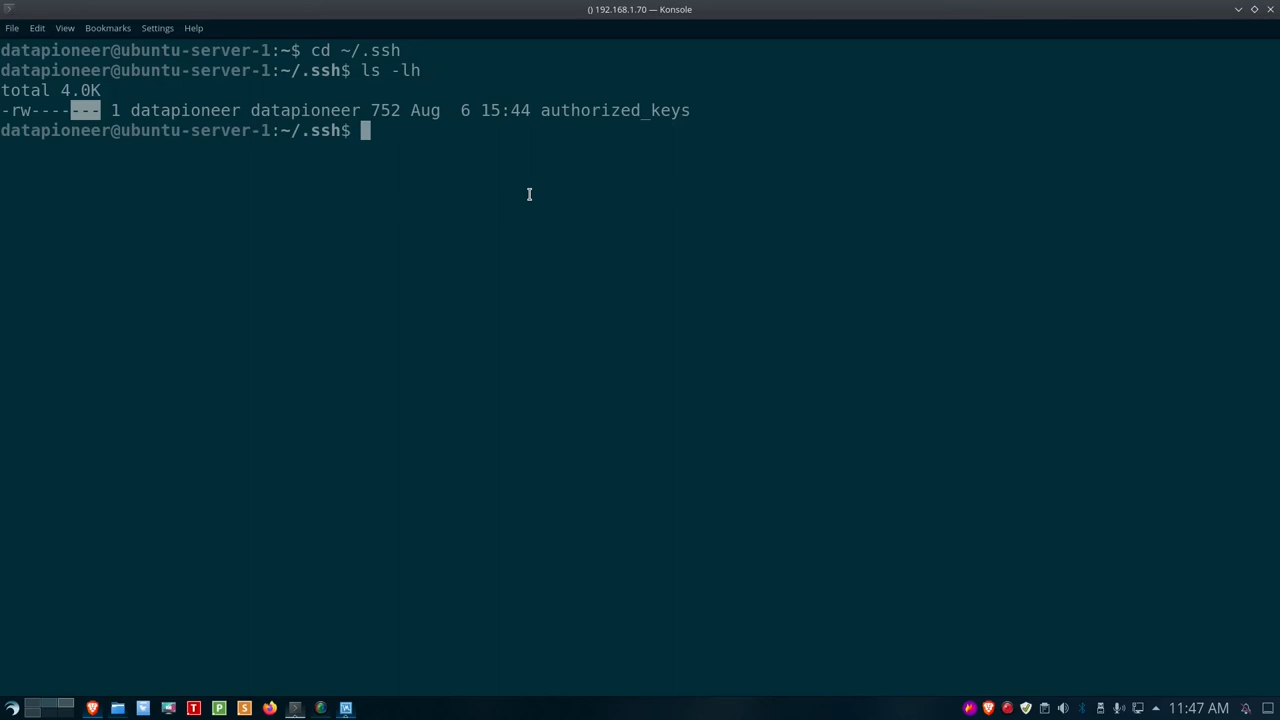 () 192.168.1.70 — Konsole
File Edit View Bookmarks Settings Help
datapioneer@ubuntu-server-1:~$ cd ~/.ssh
datapioneer@ubuntu-server-1:~/.ssh$ ls -lh
total 4.0K
-rw------- 1 datapioneer datapioneer 752 Aug  6 15:44 authorized_keys
datapioneer@ubuntu-server-1:~/.ssh$
T P S 11:47 AM